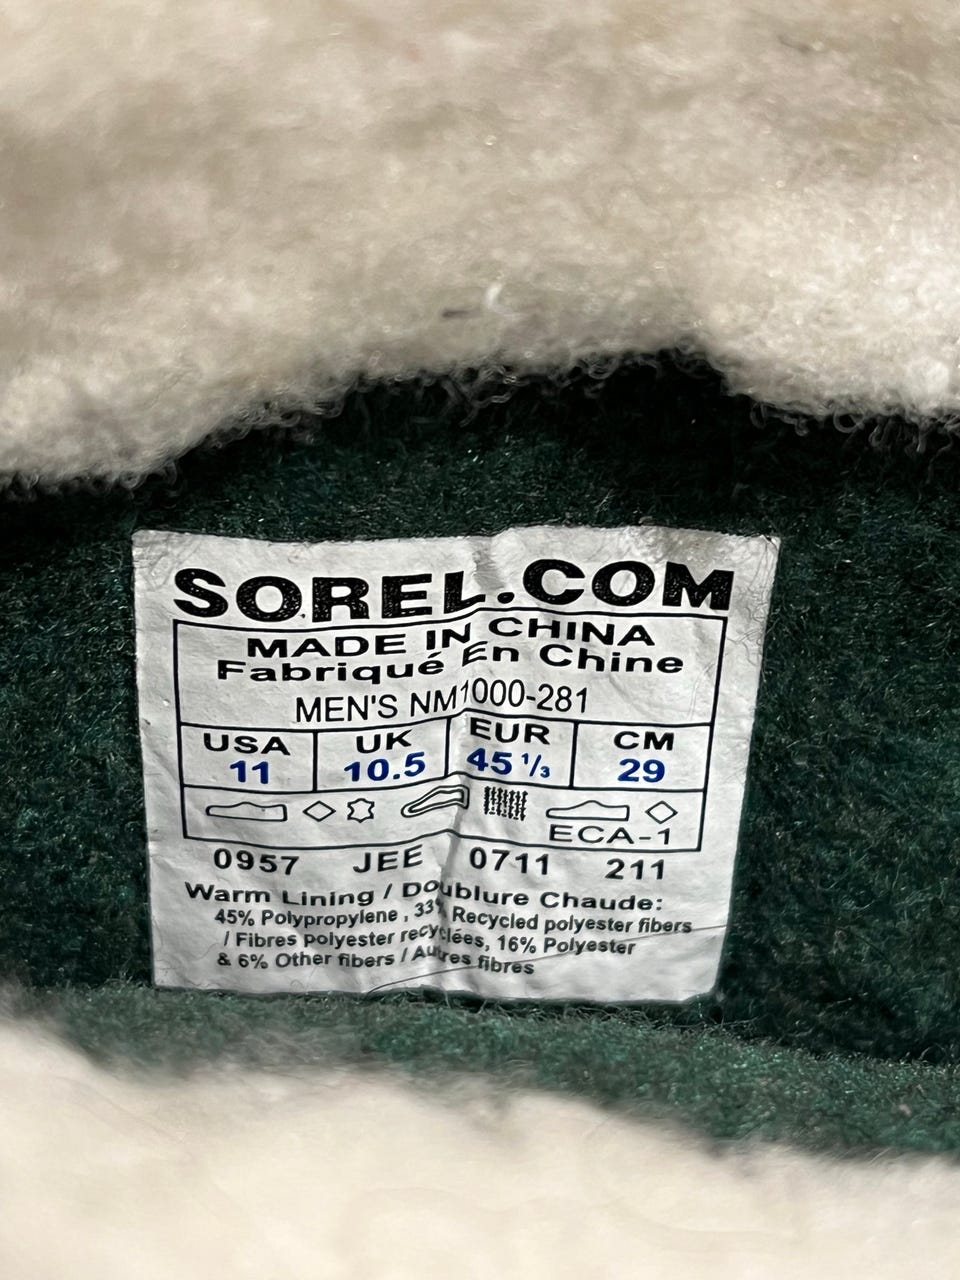 SOREL.COM
MADE IN CHINA
Fabriqué En Chine
MEN'S NM1000-281
USA UK EUR CM
11 10.5 45 1/3 29
ECA-1
0957 JEE 0711 211
Warm Lining / Doublure Chaude:
45% Polypropylene , 33% Recycled polyester fibers
/ Fibres polyester recyclées, 16% Polyester
& 6% Other fibers / Autres fibres